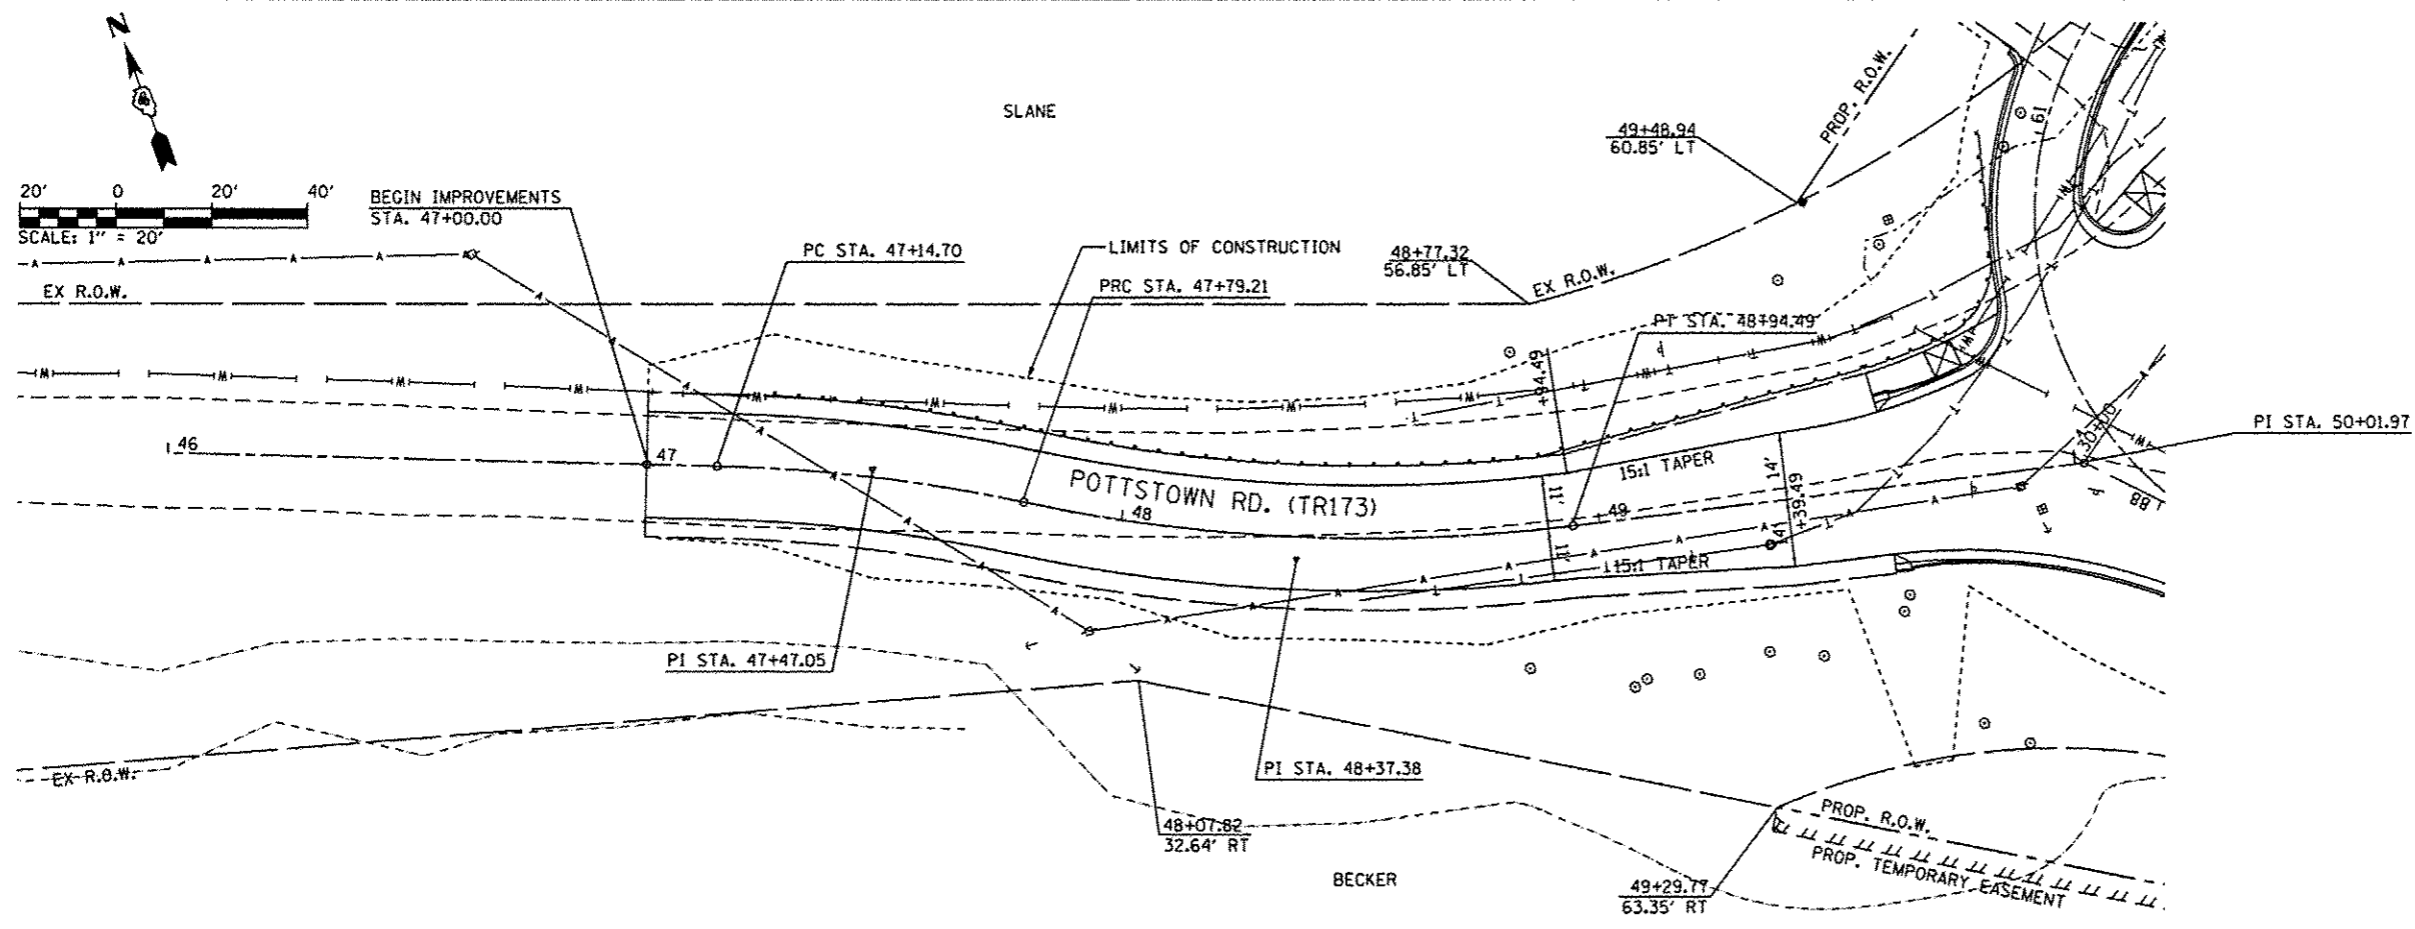 N
SLANE
20' 0 20' 40'
SCALE: 1" = 20'
BEGIN IMPROVEMENTS
STA. 47+00.00
PC STA. 47+14.70
LIMITS OF CONSTRUCTION
PRC STA. 47+79.21
48+77.32
56.85' LT
49+48.94
60.85' LT
PROP. R.O.W.
EX R.O.W.
EX R.O.W.
PT STA. 48+94.49
+94.49
61
PI STA. 50+01.97
30+00
46
47
48
49
POTTSTOWN RD. (TR173)
15:1 TAPER
11'
11'
14'
+39.49
14'
15:1 TAPER
88
PI STA. 47+47.05
PI STA. 48+37.38
EX R.O.W.
48+07.82
32.64' RT
BECKER
49+29.77
63.35' RT
PROP. R.O.W.
PROP. TEMPORARY EASEMENT